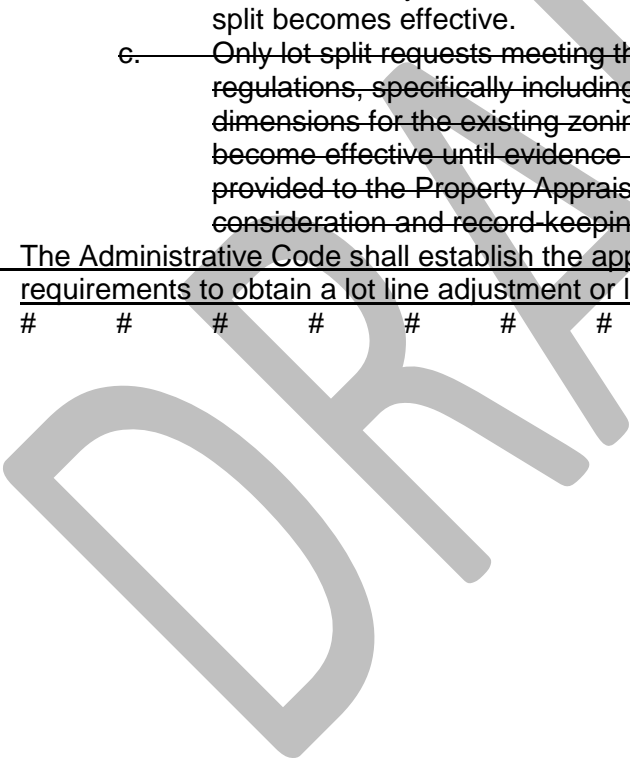 split becomes effective.
c. Only lot split requests meeting th
regulations, specifically including
dimensions for the existing zonin
become effective until evidence
provided to the Property Apprais
consideration and record-keepin
The Administrative Code shall establish the app
requirements to obtain a lot line adjustment or l
# # # # # # #
DRA